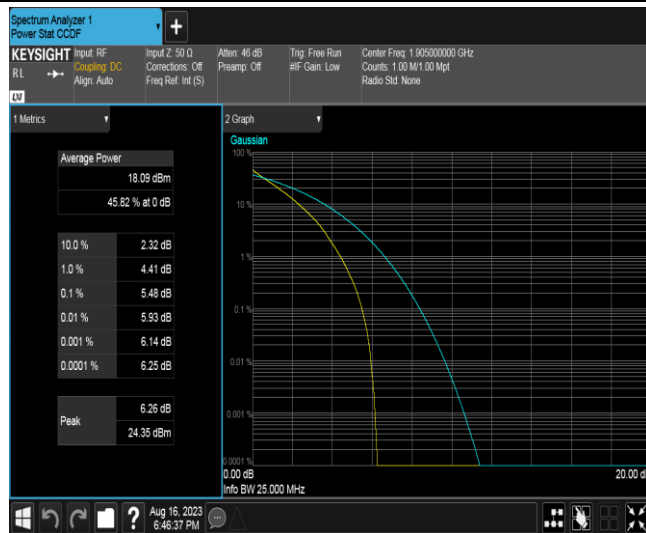 Spectrum Analyzer 1
Power Stat CCDF
KEYSIGHT
RL
LXI
Input: RF
Coupling: DC
Align: Auto
Input Z: 50 Ω
Corrections: Off
Freq Ref: Int (S)
Atten: 46 dB
Preamp: Off
Trig: Free Run
#IF Gain: Low
Center Freq: 1.905000000 GHz
Counts: 1.00 M/1.00 Mpt
Radio Std: None
1 Metrics
Average Power
18.09 dBm
45.82 % at 0 dB
10.0 % 2.32 dB
1.0 % 4.41 dB
0.1 % 5.48 dB
0.01 % 5.93 dB
0.001 % 6.14 dB
0.0001 % 6.25 dB
Peak
6.26 dB
24.35 dBm
2 Graph
Gaussian
100 %
10 %
1 %
0.1 %
0.01 %
0.001 %
0.0001 %
0.00 dB
20.00 d
Info BW 25.000 MHz
Aug 16, 2023
6:46:37 PM